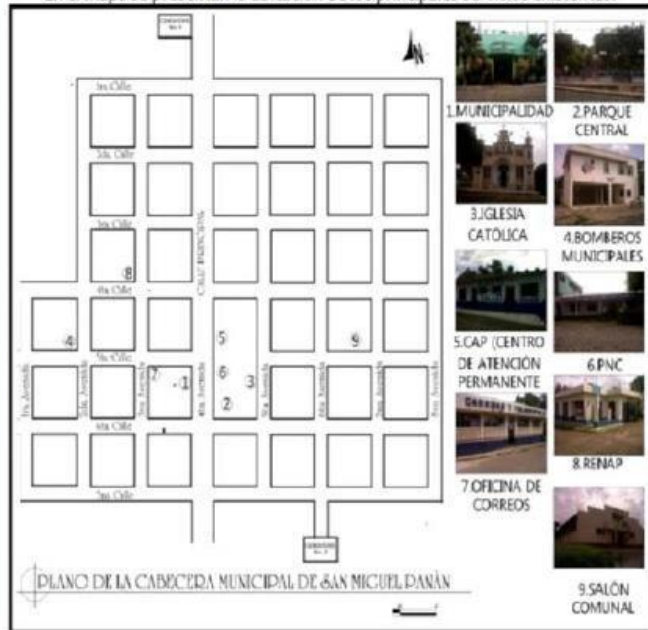 1ra Calle
2da. Calle
3ra Calle
4ta Calle
5ta Calle
6ta Calle
7ma Calle
CALLE PRINCIPAL
1ra. Avenida
2da. Avenida
3ra Avenida
4ta Avenida
5ta Avenida
6ta Avenida
7ma Avenida
8va Avenida
N
8
4
5
9
7
1
6
3
2
1.MUNICIPALIDAD
2.PARQUE
CENTRAL
3.IGLESIA
CATÓLICA
4.BOMBEROS
MUNICIPALES
5.CAP (CENTRO
DE ATENCIÓN
PERMANENTE
6.PNC
7.OFICINA DE
CORREOS
8.RENAP
9.SALÓN
COMUNAL
PLANO DE LA CABECERA MUNICIPAL DE SAN MIGUEL PANÁN